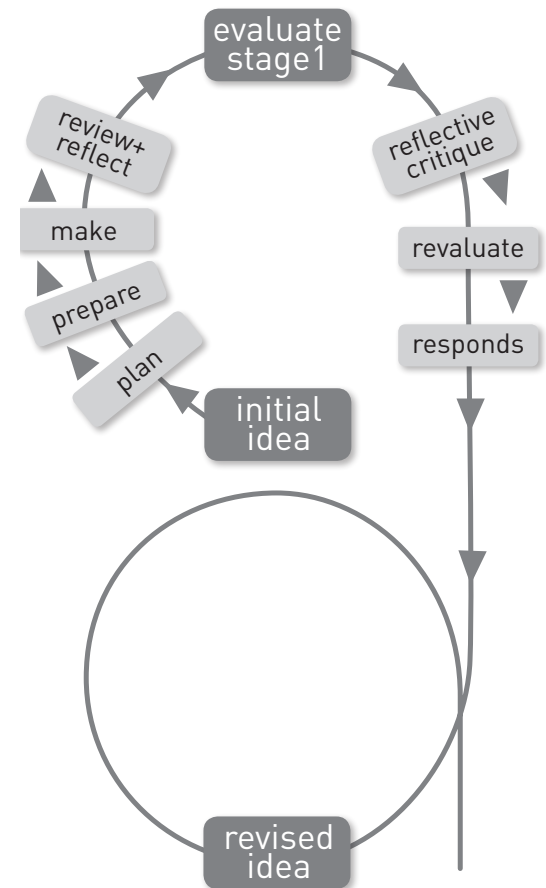 evaluate
stage1
review+
reflect
reflective
critique
make
revaluate
prepare
responds
plan
initial
idea
revised
idea